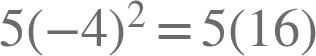 5(−4)² = 5(16)